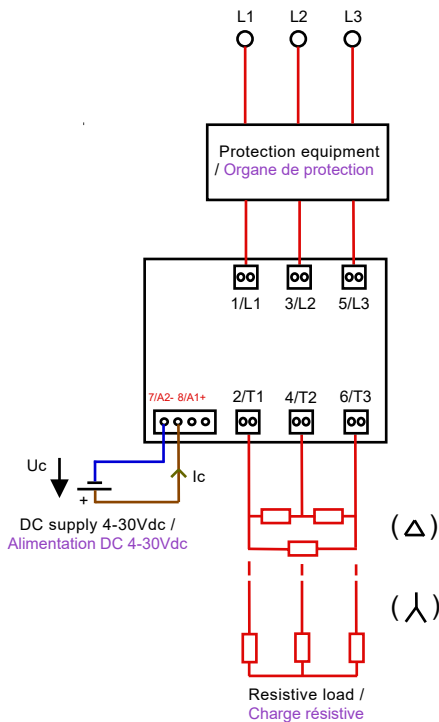 L1 L2 L3
Protection equipment
/ Organe de protection
1/L1 3/L2 5/L3
7/A2- 8/A1+ 2/T1 4/T2 6/T3
Uc
Ic
+
DC supply 4-30Vdc /
Alimentation DC 4-30Vdc
(Δ)
(⅄)
Resistive load /
Charge résistive